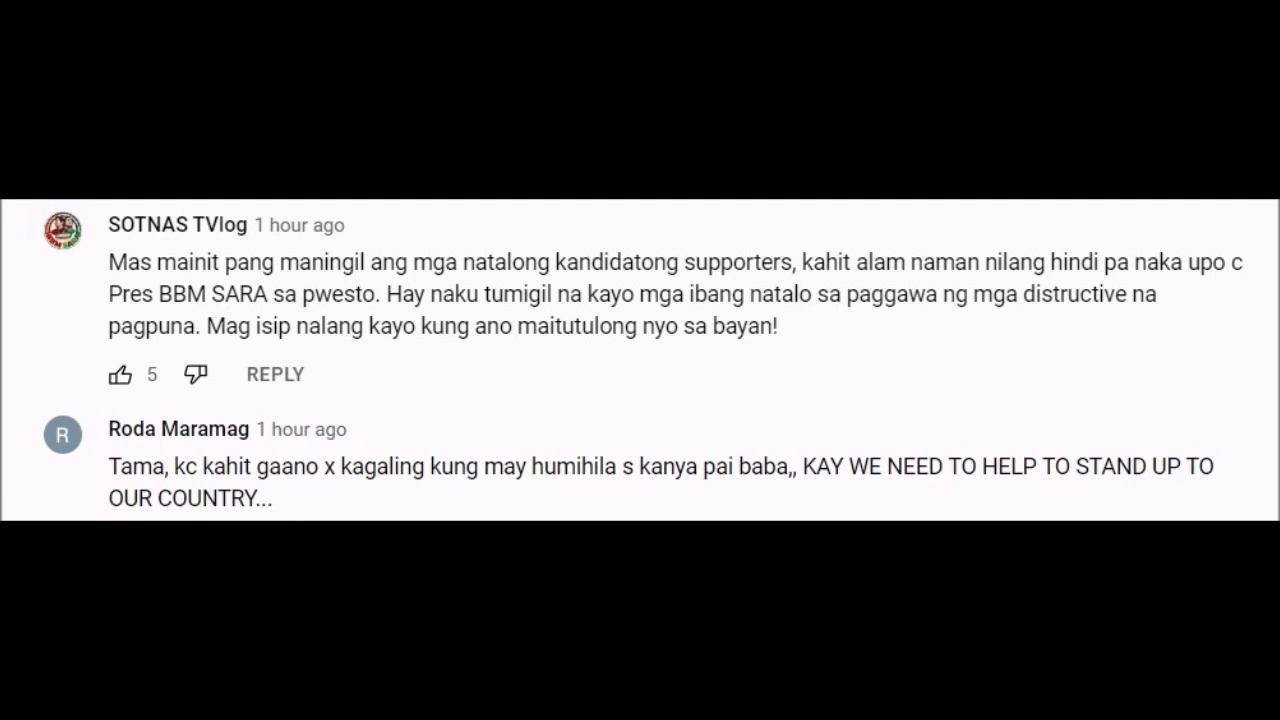 SOTNAS TVlog 1 hour ago
Mas mainit pang maningil ang mga natalong kandidatong supporters, kahit alam naman nilang hindi pa naka upo c
Pres BBM SARA sa pwesto. Hay naku tumigil na kayo mga ibang natalo sa paggawa ng mga distructive na
pagpuna. Mag isip nalang kayo kung ano maitutulong nyo sa bayan!
5 REPLY
R
Roda Maramag 1 hour ago
Tama, kc kahit gaano x kagaling kung may humihila s kanya pai baba,, KAY WE NEED TO HELP TO STAND UP TO
OUR COUNTRY...